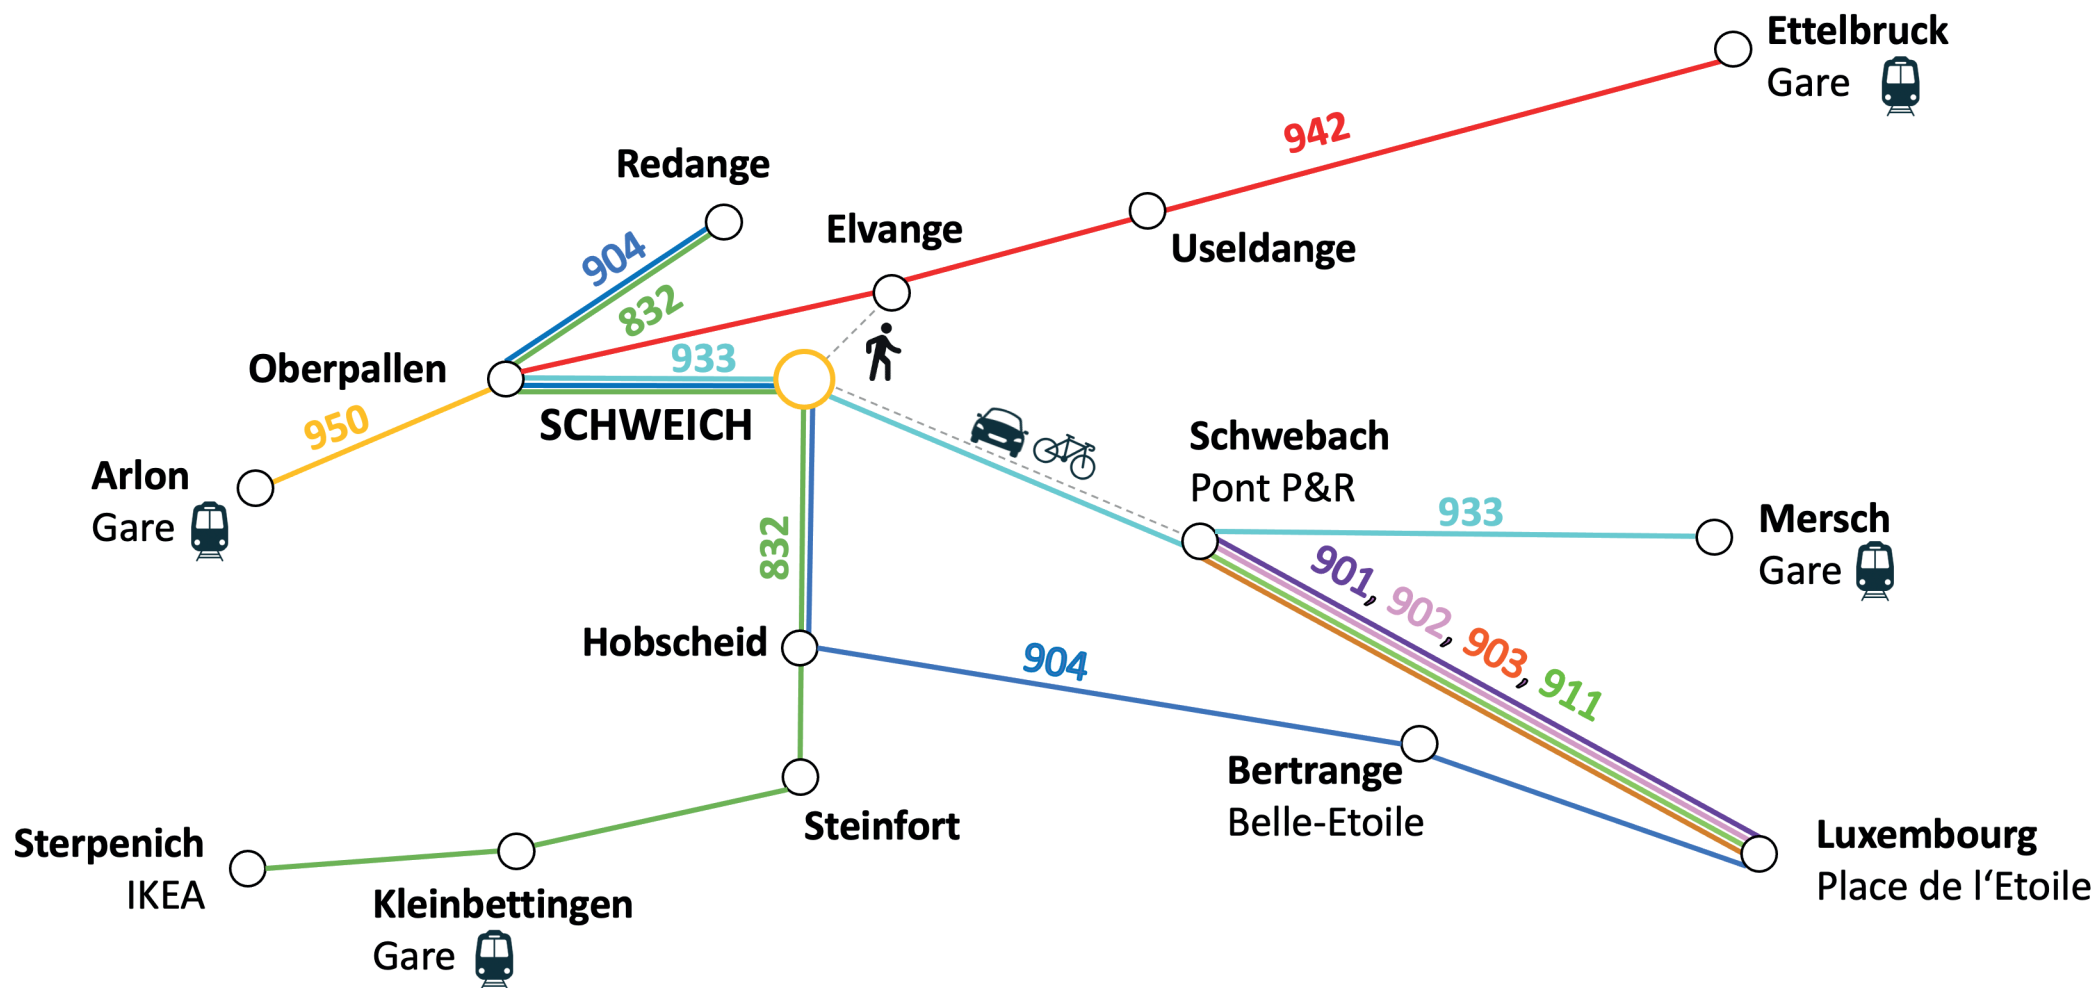 Ettelbruck
Gare
942
Redange
904
832
Elvange
Useldange
Oberpallen
933
SCHWEICH
950
Arlon
Gare
Schwebach
Pont P&R
933
Mersch
Gare
832
901, 902, 903, 911
Hobscheid
904
Bertrange
Belle-Etoile
Steinfort
Sterpenich
IKEA
Kleinbettingen
Gare
Luxembourg
Place de l‘Etoile